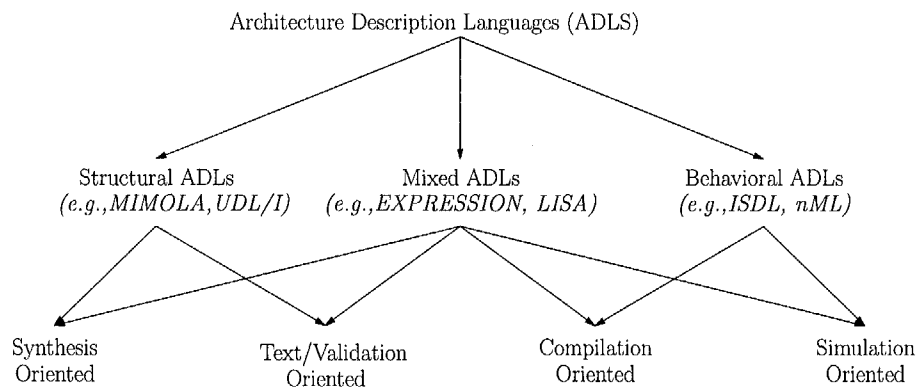 Architecture Description Languages (ADLS)
Structural ADLs
(e.g.,MIMOLA,UDL/I)
Mixed ADLs
(e.g.,EXPRESSION, LISA)
Behavioral ADLs
(e.g.,ISDL, nML)
Synthesis
Oriented
Text/Validation
Oriented
Compilation
Oriented
Simulation
Oriented